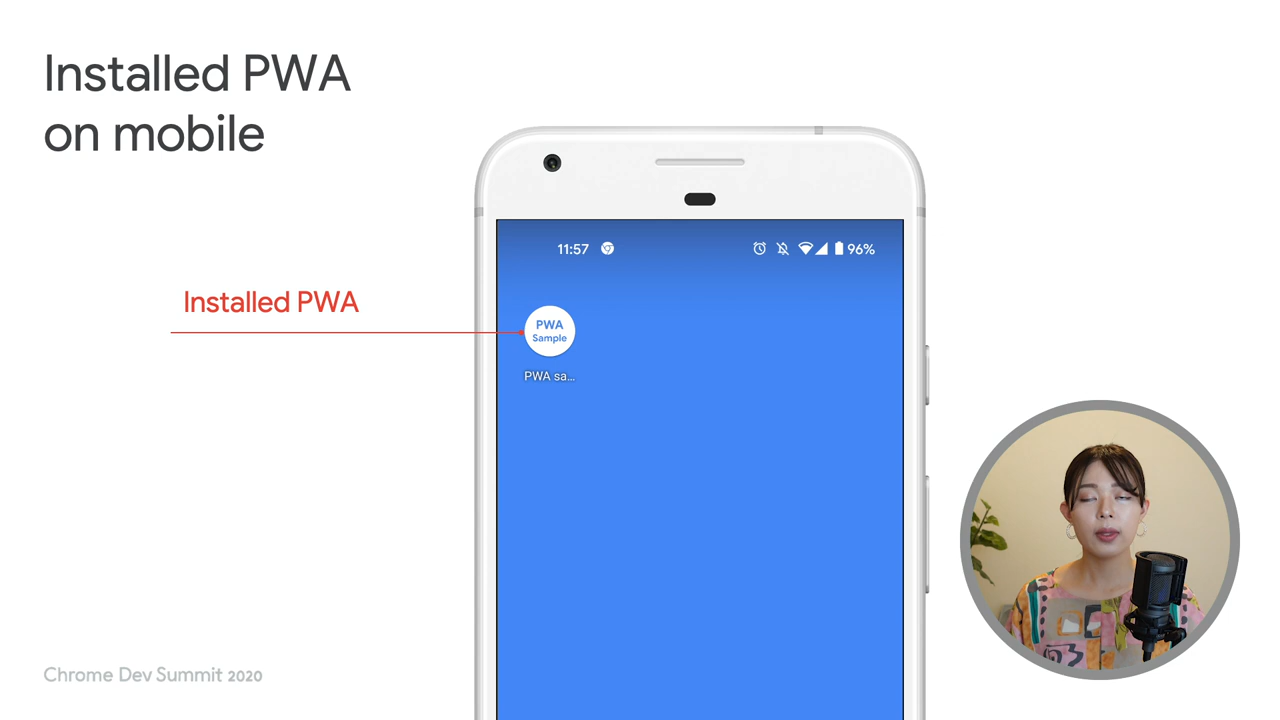 Installed PWA
on mobile
11:57
96%
Installed PWA
PWA
Sample
PWA sa...
Chrome Dev Summit 2020